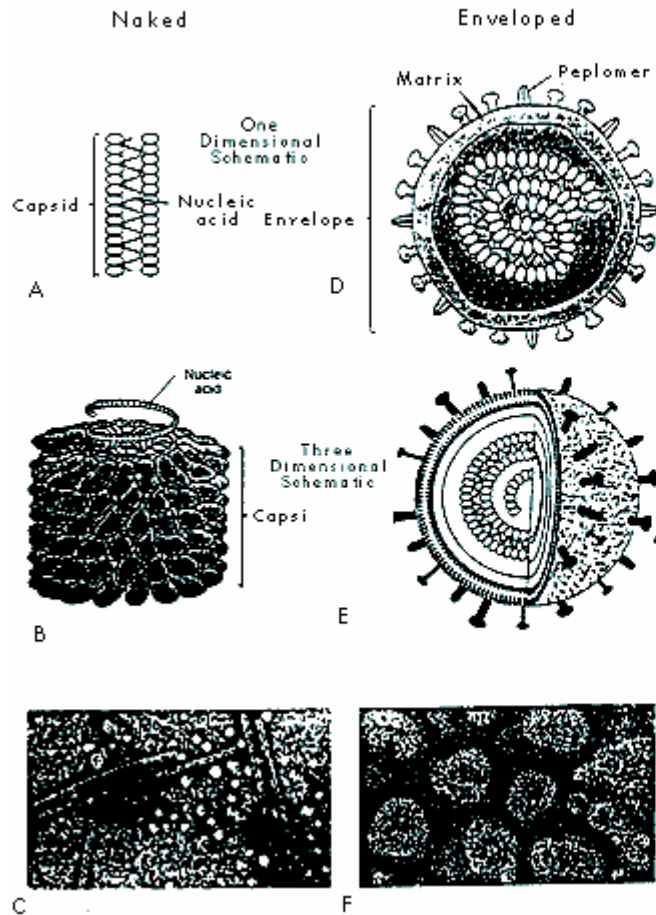 Naked
Enveloped
Matrix
Peplomer
One
Dimensional
Schematic
Capsid
Nucleic
acid
Envelope
A
D
Nucleic
acid
Three
Dimensional
Schematic
Capsi
B
E
C
F